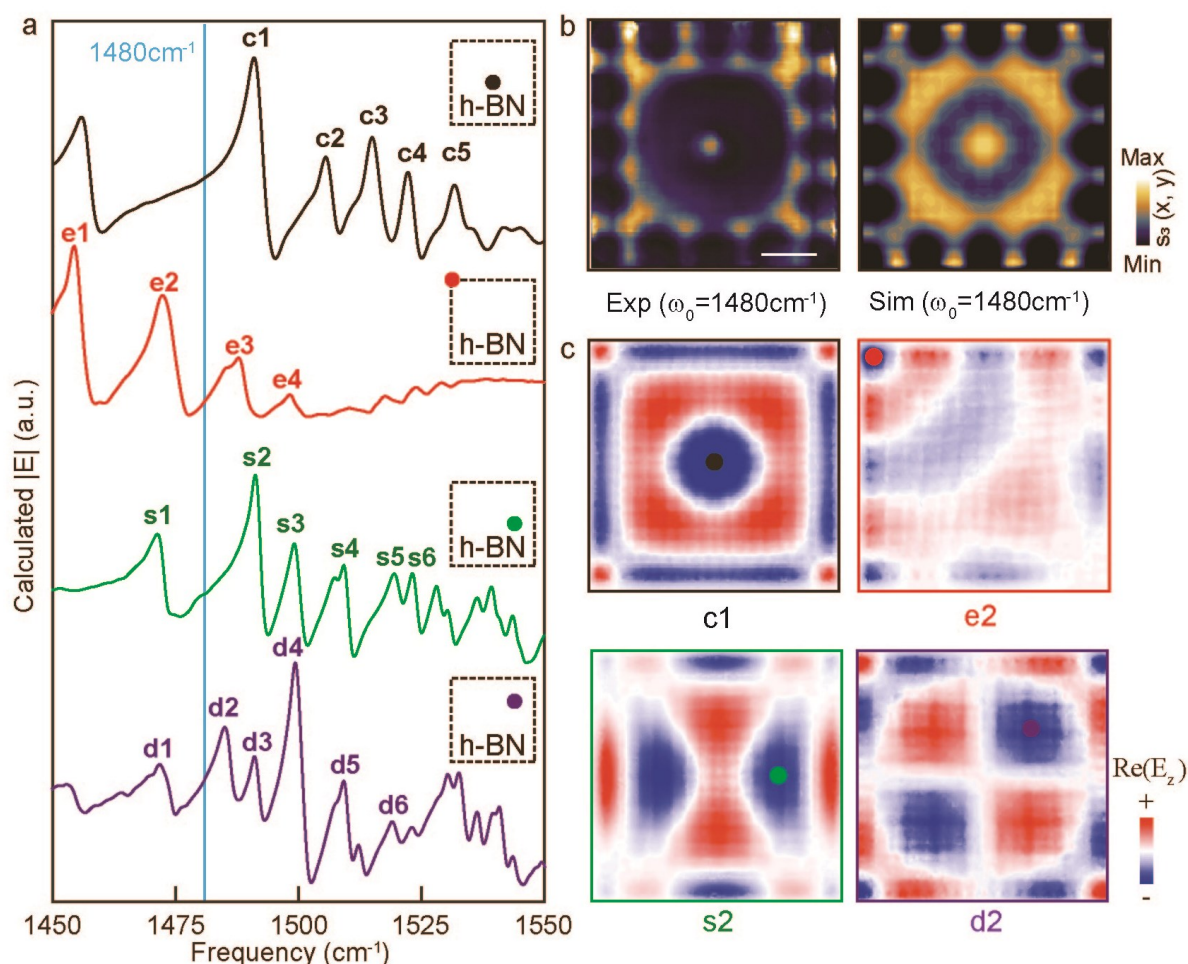 a
1480cm⁻¹
c1
c2
c3
c4
c5
h-BN
e1
e2
e3
e4
h-BN
s1
s2
s3
s4
s5 s6
h-BN
d1
d2
d3
d4
d5
d6
h-BN
Calculated |E| (a.u.)
1450 1475 1500 1525 1550
Frequency (cm⁻¹)
b
Max
s₃ (x, y)
Min
Exp (ω₀=1480cm⁻¹)
Sim (ω₀=1480cm⁻¹)
c
c1
e2
s2
d2
Re(E_z)
+
-